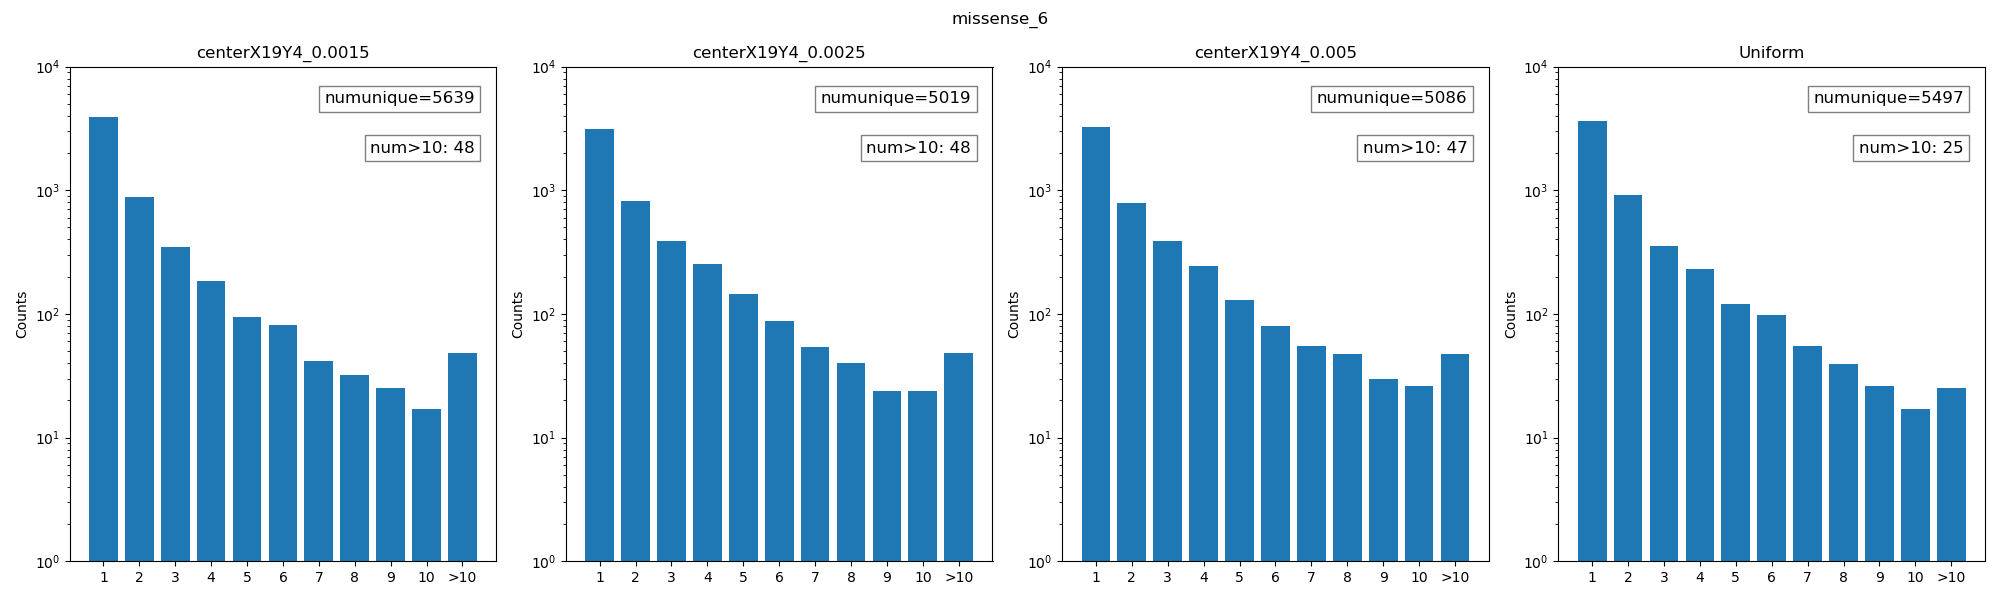 missense_6
centerX19Y4_0.0015
10^4
10^3
10^2
10^1
10^0
Counts
numunique=5639
num>10: 48
1 2 3 4 5 6 7 8 9 10 >10
centerX19Y4_0.0025
10^4
10^3
10^2
10^1
10^0
Counts
numunique=5019
num>10: 48
1 2 3 4 5 6 7 8 9 10 >10
centerX19Y4_0.005
10^4
10^3
10^2
10^1
10^0
Counts
numunique=5086
num>10: 47
1 2 3 4 5 6 7 8 9 10 >10
Uniform
10^4
10^3
10^2
10^1
10^0
Counts
numunique=5497
num>10: 25
1 2 3 4 5 6 7 8 9 10 >10